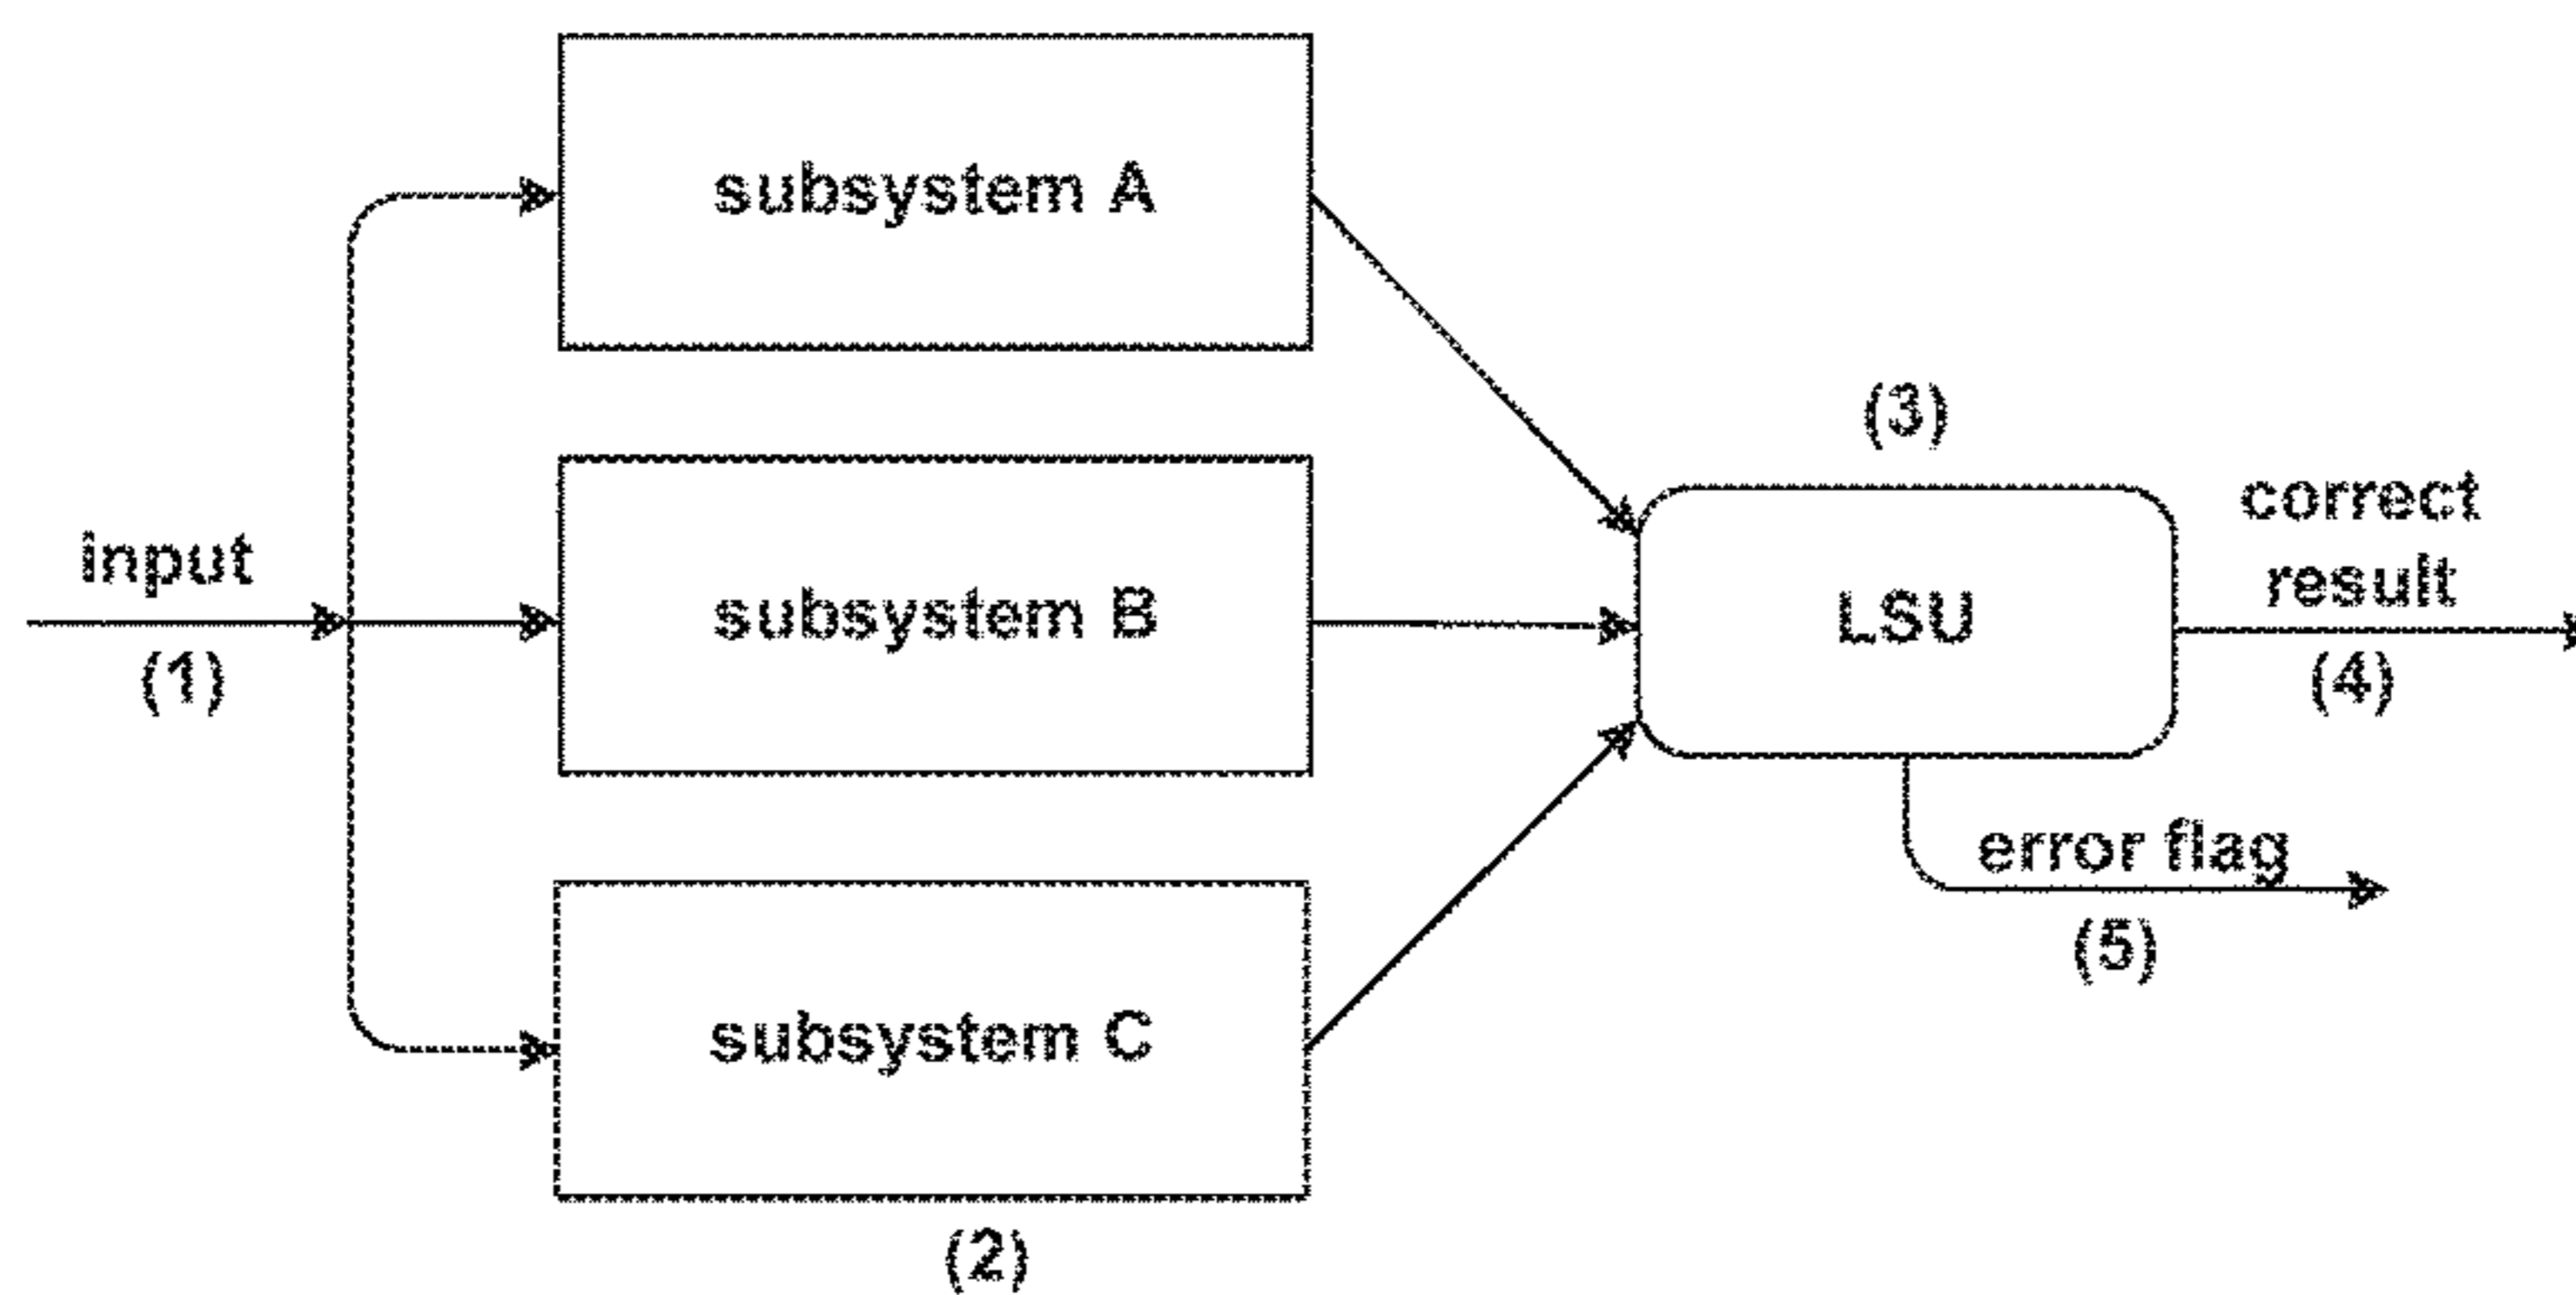 subsystem A
(3)
correct
result
input
subsystem B
LSU
(1)
(4)
error flag
(5)
subsystem C
(2)